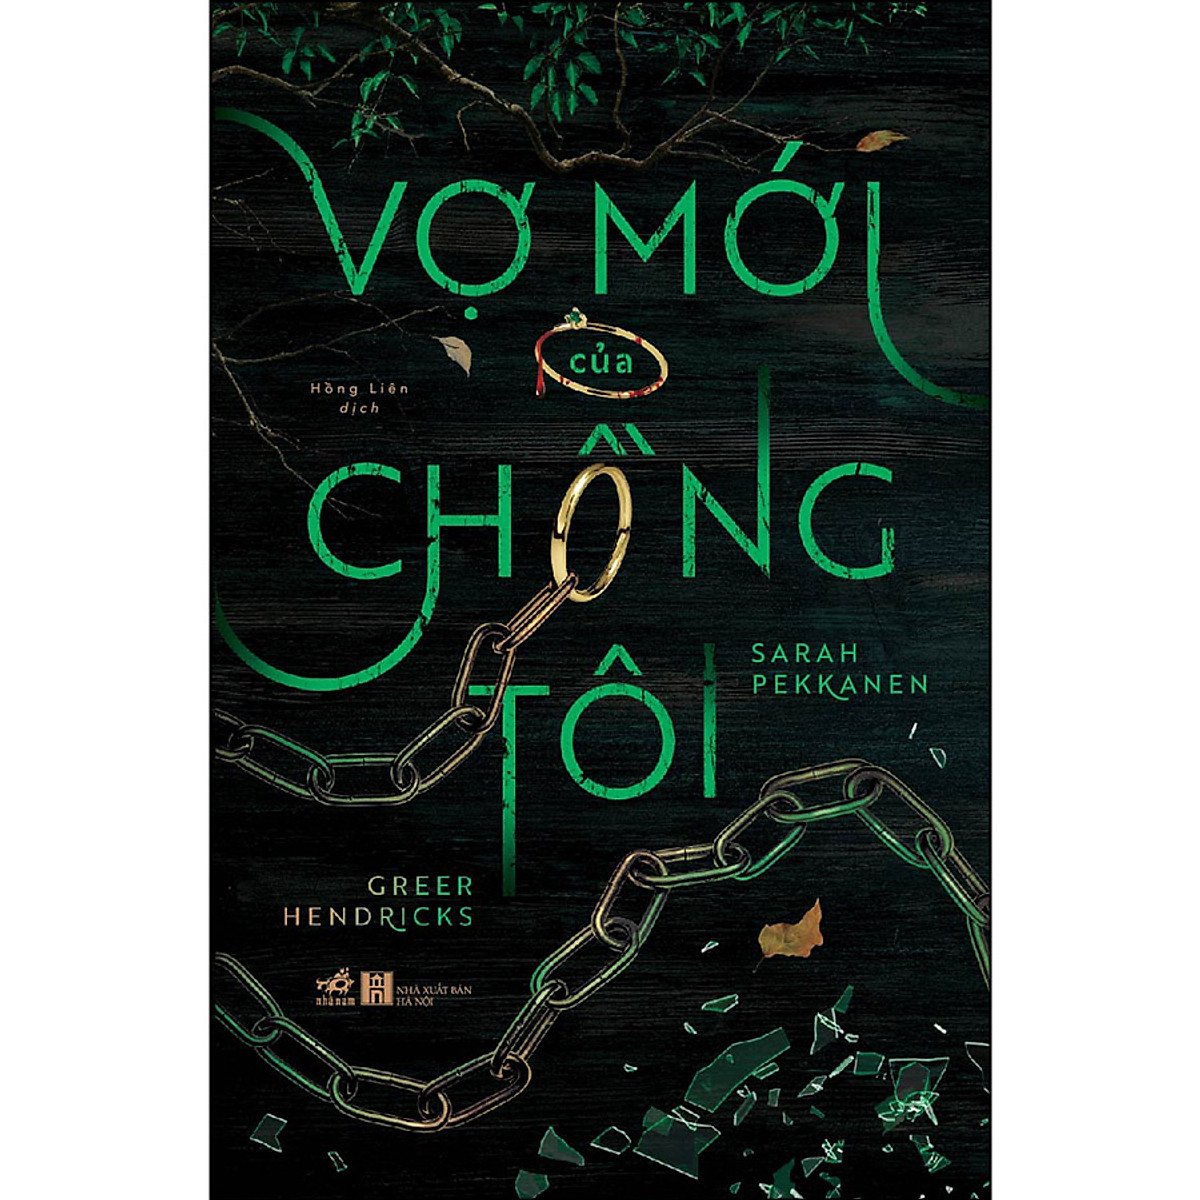 VỢ MỚI
của
Hồng Liên
dịch
CHỒNG
TÔI
SARAH
PEKKANEN
GREER
HENDRICKS
nhã nam
NHÀ XUẤT BẢN
HÀ NỘI